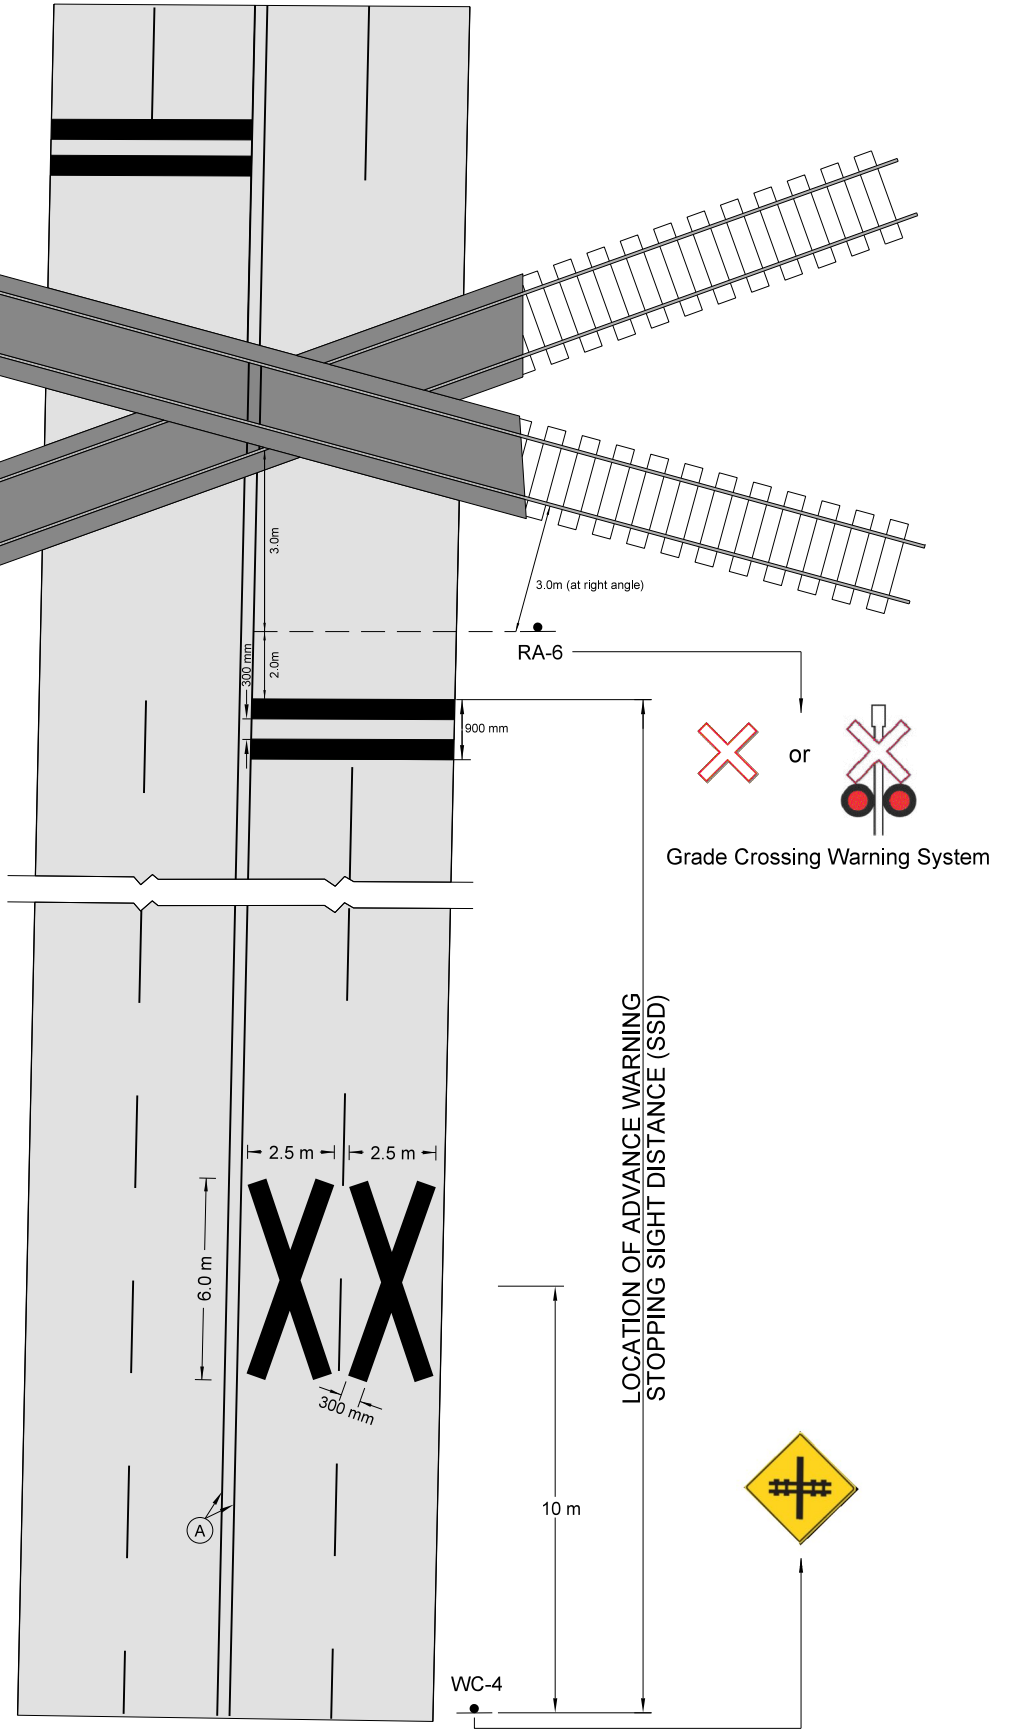 3.0m
3.0m (at right angle)
RA-6
300 mm
2.0m
900 mm
or
Grade Crossing Warning System
LOCATION OF ADVANCE WARNING
STOPPING SIGHT DISTANCE (SSD)
2.5 m
2.5 m
6.0 m
300 mm
10 m
A
WC-4